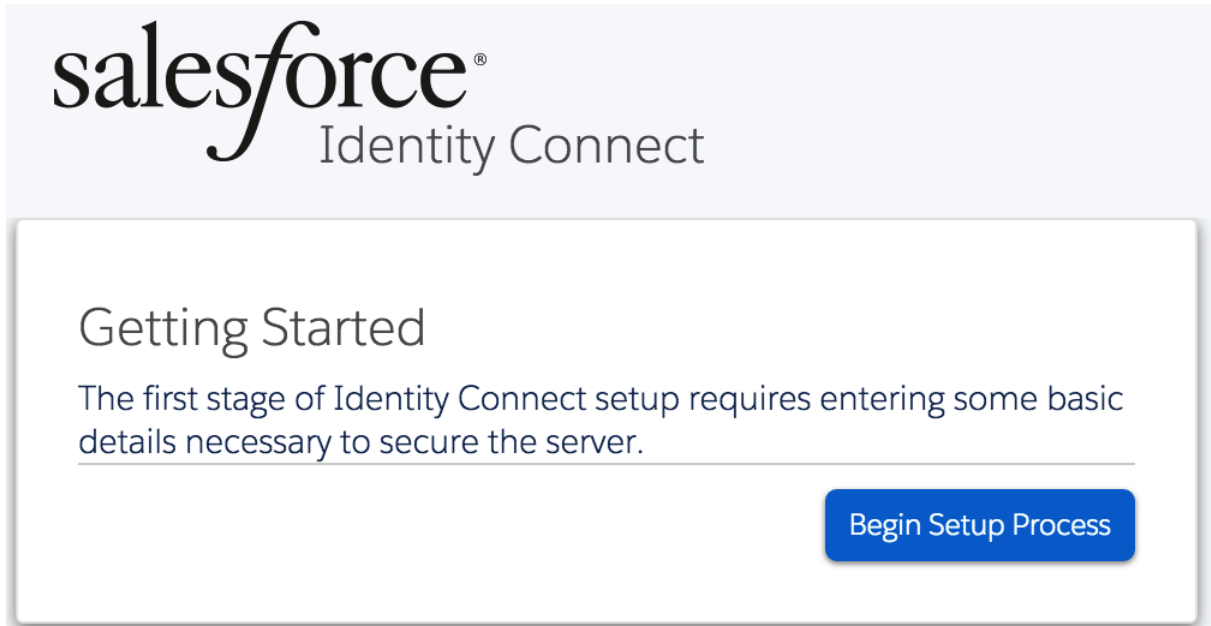 salesforce®
Identity Connect
Getting Started
The first stage of Identity Connect setup requires entering some basic
details necessary to secure the server.
Begin Setup Process